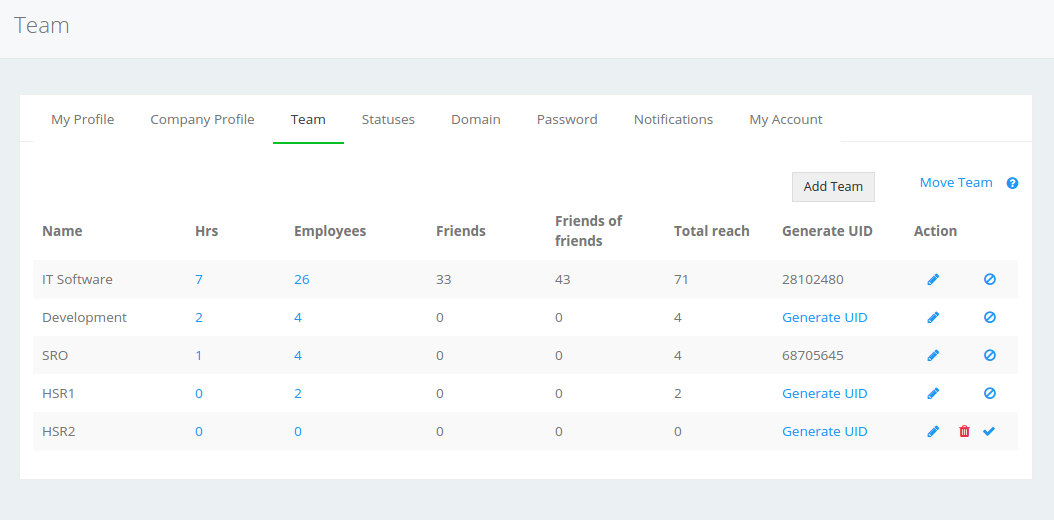 Team
My Profile Company Profile Team Statuses Domain Password Notifications My Account
Add Team Move Team ?
Name Hrs Employees Friends Friends of friends Total reach Generate UID Action
IT Software 7 26 33 43 71 28102480
Development 2 4 0 0 4 Generate UID
SRO 1 4 0 0 4 68705645
HSR1 0 2 0 0 2 Generate UID
HSR2 0 0 0 0 0 Generate UID